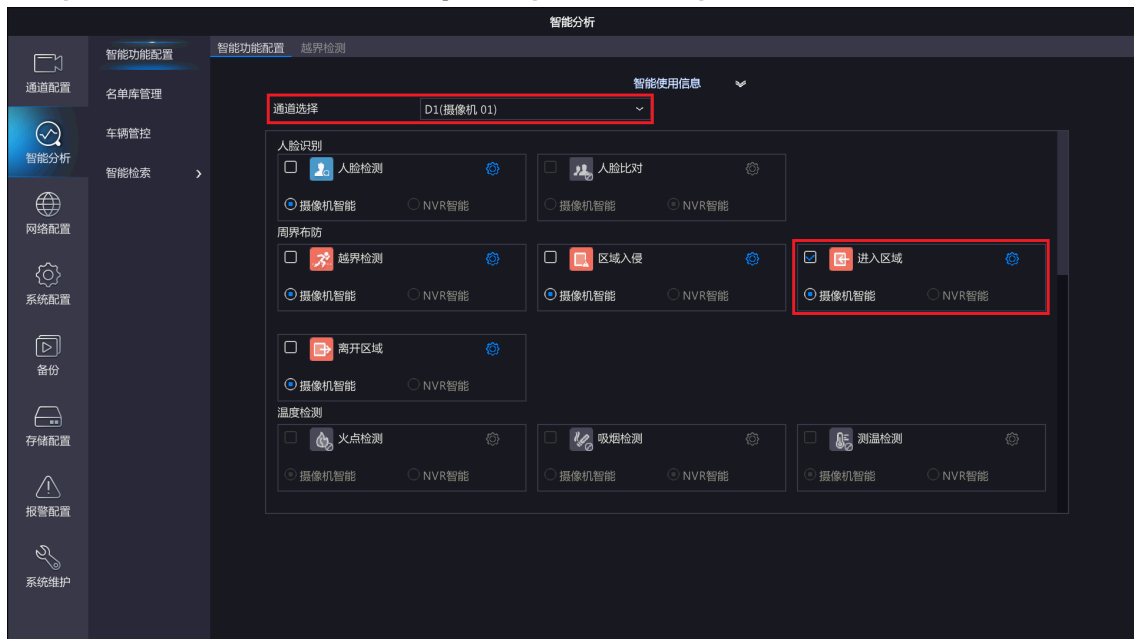 智能分析
智能功能配置 越界检测
通道配置
智能分析
网络配置
系统配置
备份
存储配置
报警配置
系统维护
智能功能配置
名单库管理
车辆管控
智能检索 >
智能使用信息
通道选择 D1(摄像机 01)
人脸识别
人脸检测 人脸比对
摄像机智能 NVR智能 摄像机智能 NVR智能
周界布防
越界检测 区域入侵 进入区域
摄像机智能 NVR智能 摄像机智能 NVR智能 摄像机智能 NVR智能
离开区域
摄像机智能 NVR智能
温度检测
火点检测 吸烟检测 测温检测
摄像机智能 NVR智能 摄像机智能 NVR智能 摄像机智能 NVR智能